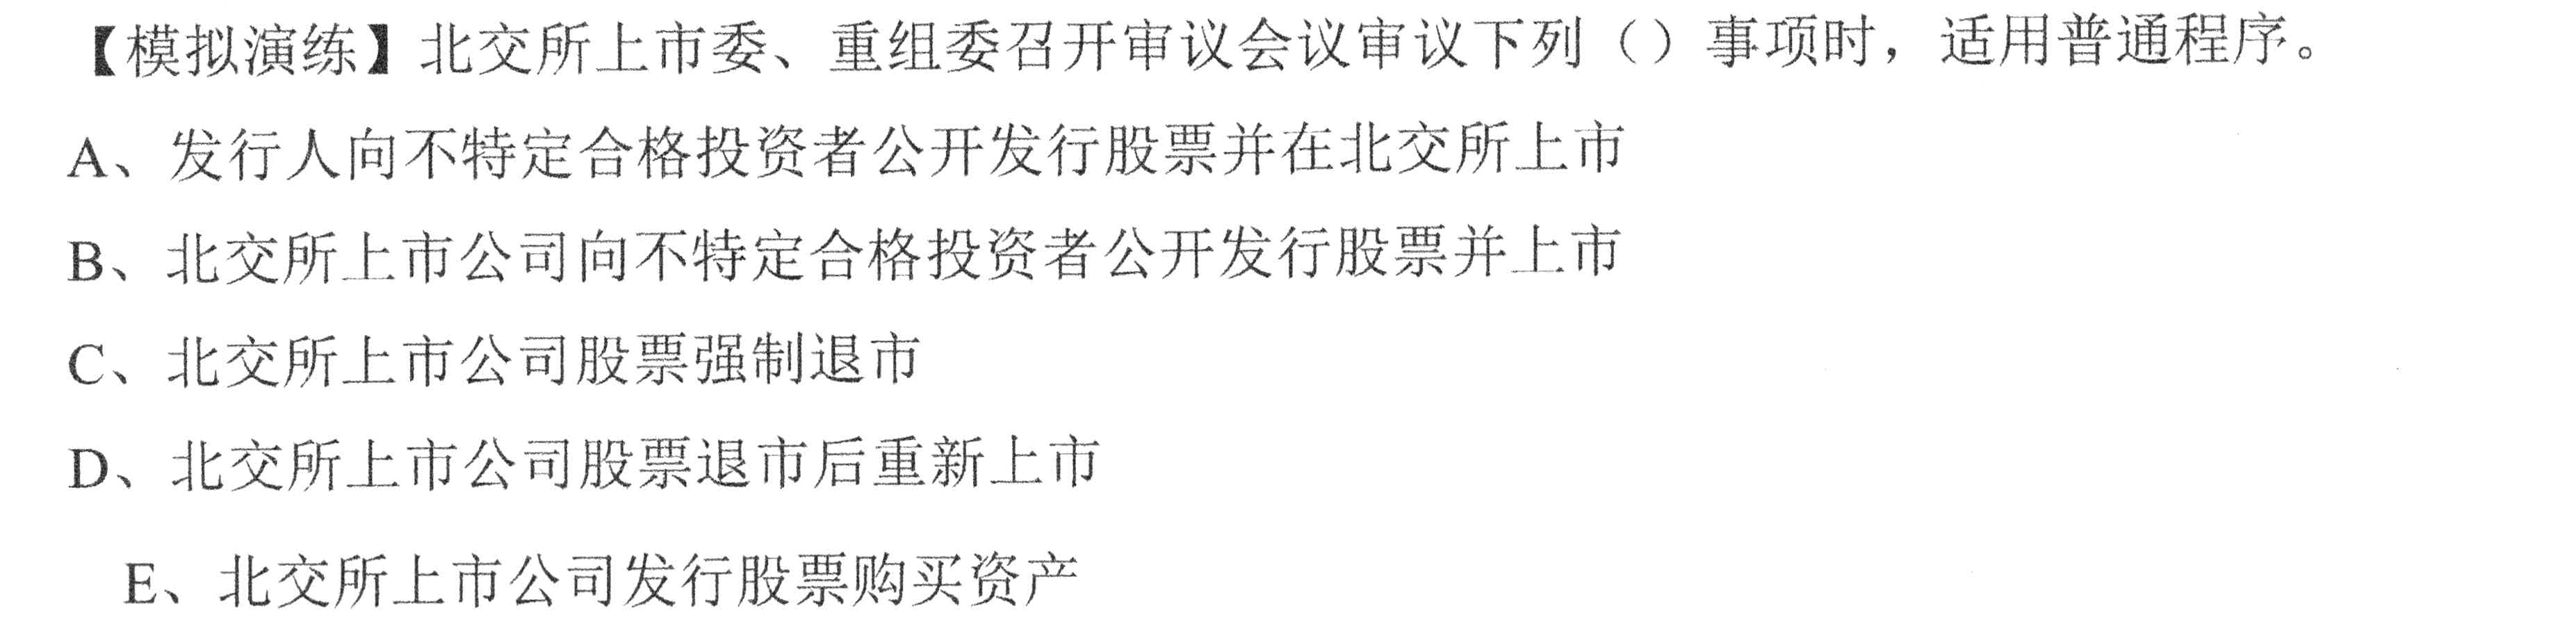 【模拟演练】北交所上市委、重组委召开审议会议审议下列（）事项时，适用普通程序。
A、发行人向不特定合格投资者公开发行股票并在北交所上市
B、北交所上市公司向不特定合格投资者公开发行股票并上市
C、北交所上市公司股票强制退市
D、北交所上市公司股票退市后重新上市
E、北交所上市公司发行股票购买资产